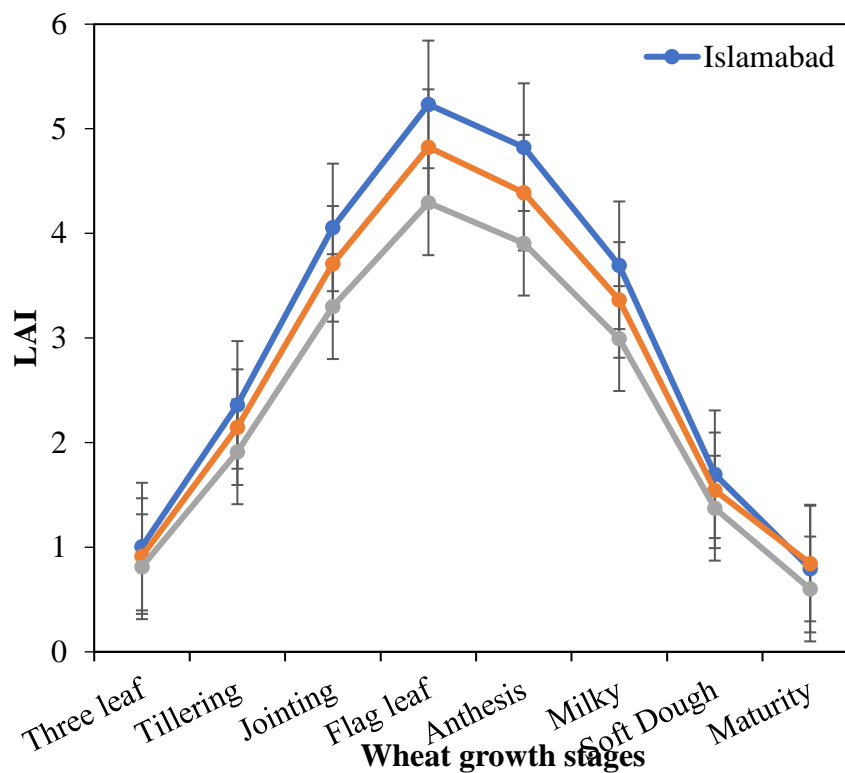 6
Islamabad
5
4
3
LAI
2
1
0
Three leaf
Tillering
Jointing
Flag leaf
Anthesis
Milky
Soft Dough
Maturity
Wheat growth stages